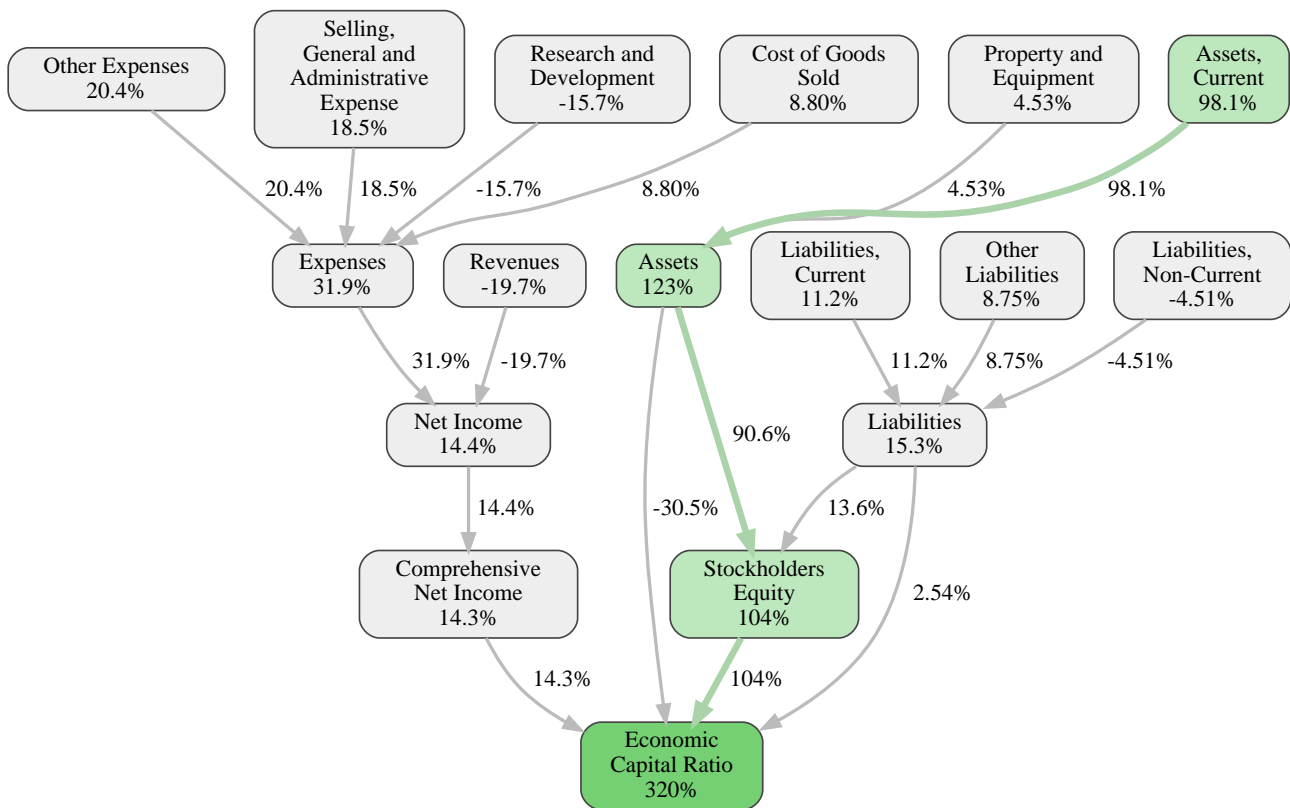 Other Expenses
20.4%
Selling,
General and
Administrative
Expense
18.5%
Research and
Development
-15.7%
Cost of Goods
Sold
8.80%
Property and
Equipment
4.53%
Assets,
Current
98.1%
20.4%
18.5%
-15.7%
8.80%
4.53%
98.1%
Expenses
31.9%
Revenues
-19.7%
Assets
123%
Liabilities,
Current
11.2%
Other
Liabilities
8.75%
Liabilities,
Non-Current
-4.51%
31.9%
-19.7%
11.2%
8.75%
-4.51%
Net Income
14.4%
90.6%
Liabilities
15.3%
14.4%
-30.5%
13.6%
Comprehensive
Net Income
14.3%
Stockholders
Equity
104%
2.54%
14.3%
104%
Economic
Capital Ratio
320%